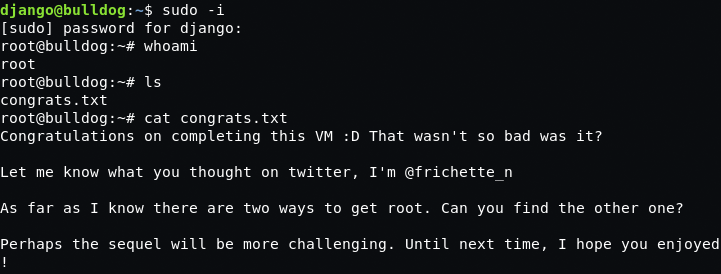 django@bulldog:~$ sudo -i
[sudo] password for django:
root@bulldog:~# whoami
root
root@bulldog:~# ls
congrats.txt
root@bulldog:~# cat congrats.txt
Congratulations on completing this VM :D That wasn't so bad was it?
Let me know what you thought on twitter, I'm @frichette_n
As far as I know there are two ways to get root. Can you find the other one?
Perhaps the sequel will be more challenging. Until next time, I hope you enjoyed
!